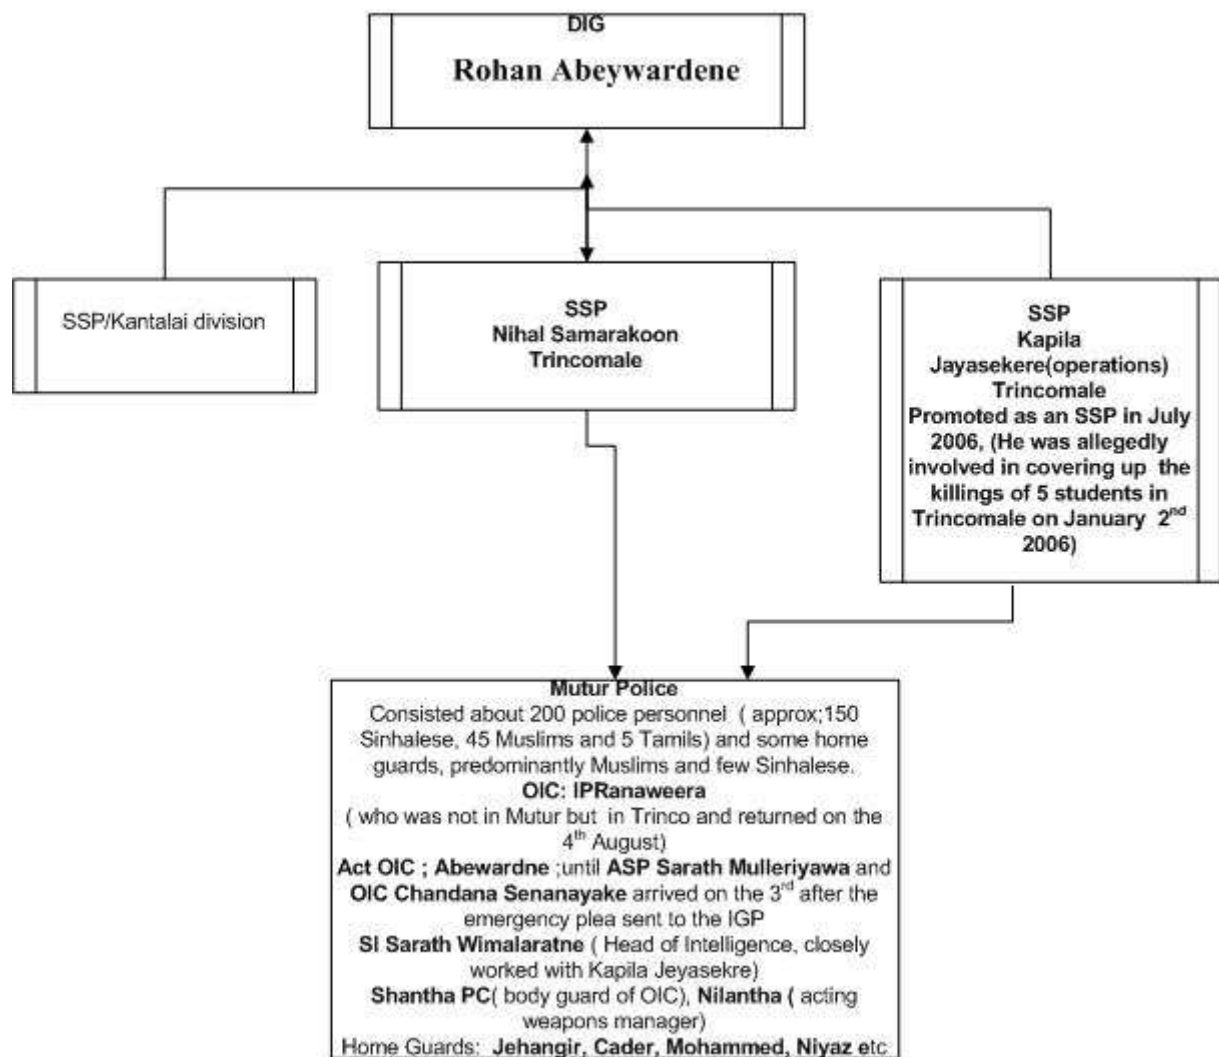 DIG
Rohan Abeywardene
SSP/Kantalai division
SSP
Nihal Samarakoon
Trincomale
SSP
Kapila
Jayasekere(operations)
Trincomale
Promoted as an SSP in July
2006, (He was allegedly
involved in covering up the
killings of 5 students in
Trincomale on January 2nd
2006)
Mutur Police
Consisted about 200 police personnel ( approx;150
Sinhalese, 45 Muslims and 5 Tamils) and some home
guards, predominantly Muslims and few Sinhalese.
OIC: IPRanaweera
( who was not in Mutur but in Trinco and returned on the
4th August)
Act OIC ; Abewardne ;until ASP Sarath Mulleriyawa and
OIC Chandana Senanayake arrived on the 3rd after the
emergency plea sent to the IGP
SI Sarath Wimalaratne ( Head of Intelligence, closely
worked with Kapila Jeyasekre)
Shantha PC( body guard of OIC), Nilantha ( acting
weapons manager)
Home Guards: Jehangir, Cader, Mohammed, Niyaz etc